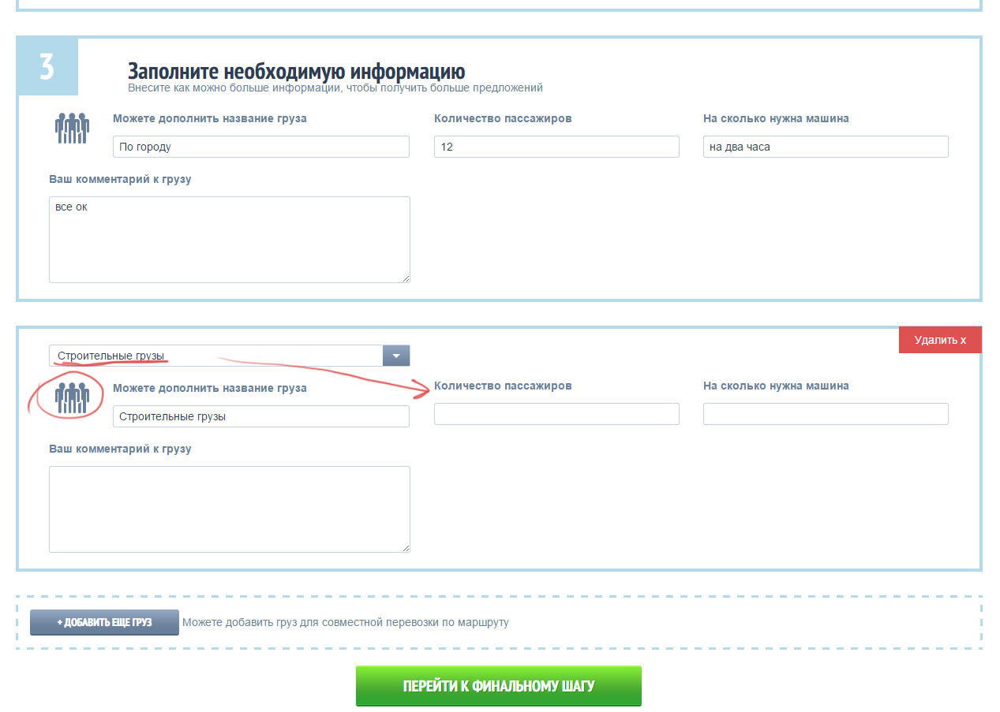 3
Заполните необходимую информацию
Внесите как можно больше информации, чтобы получить больше предложений
Можете дополнить название груза
Количество пассажиров
На сколько нужна машина
По городу
12
на два часа
Ваш комментарий к грузу
все ок
Удалить x
Строительные грузы
Можете дополнить название груза
Количество пассажиров
На сколько нужна машина
Строительные грузы
Ваш комментарий к грузу
+ ДОБАВИТЬ ЕЩЕ ГРУЗ Можете добавить груз для совместной перевозки по маршруту
ПЕРЕЙТИ К ФИНАЛЬНОМУ ШАГУ